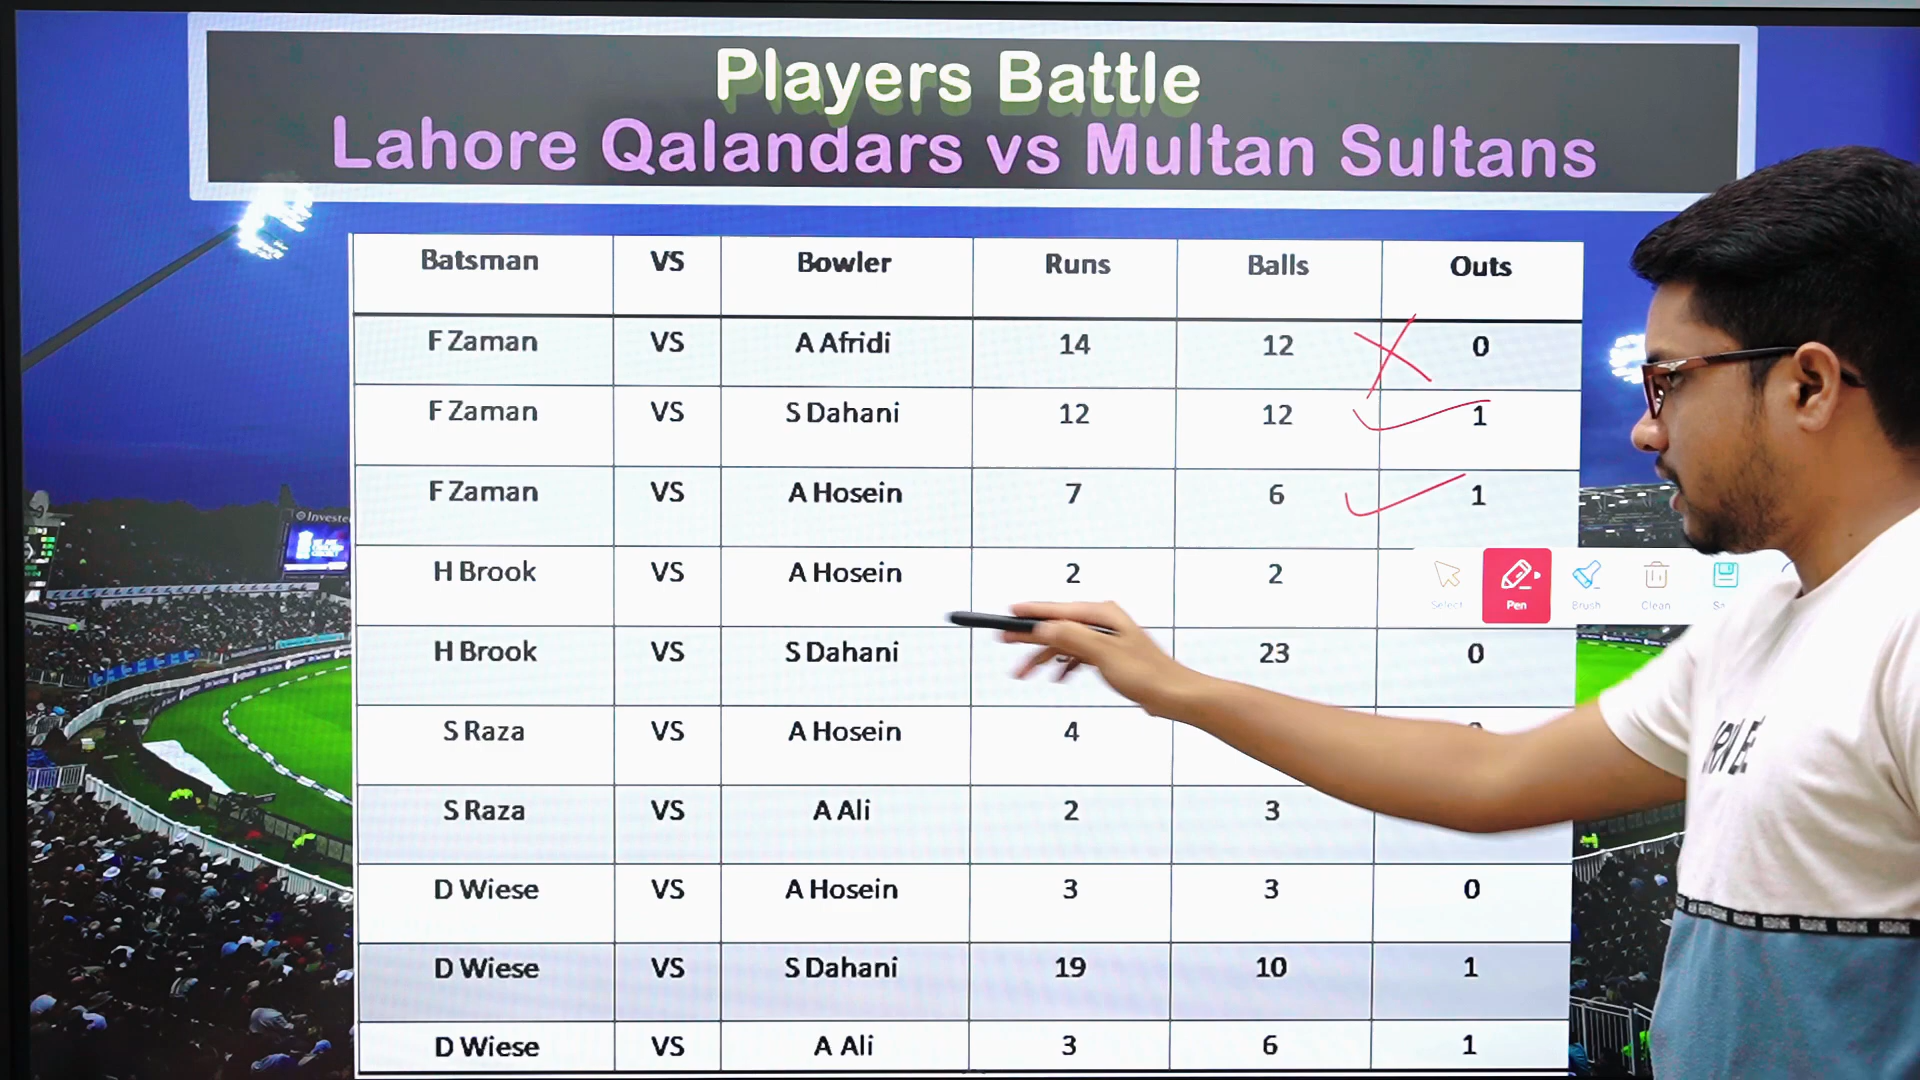 Players Battle
Lahore Qalandars vs Multan Sultans
Batsman VS Bowler Runs Balls Outs
F Zaman VS A Afridi 14 12 0
F Zaman VS S Dahani 12 12 1
F Zaman VS A Hosein 7 6 1
H Brook VS A Hosein 2 2
Select Pen Brush Clean
H Brook VS S Dahani 23 0
S Raza VS A Hosein 4
S Raza VS A Ali 2 3
D Wiese VS A Hosein 3 3 0
D Wiese VS S Dahani 19 10 1
D Wiese VS A Ali 3 6 1